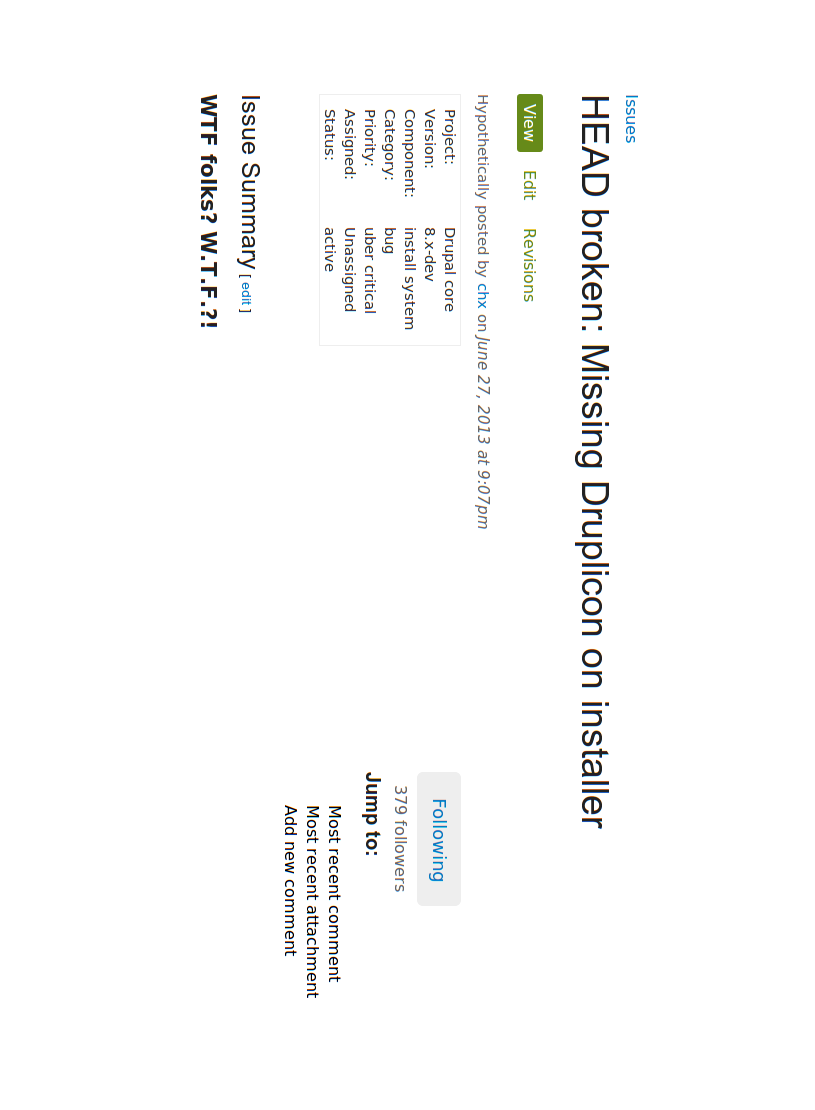 Issues
HEAD broken: Missing Druplicon on installer
View Edit Revisions
Hypothetically posted by chx on June 27, 2013 at 9:07pm
Project: Drupal core
Version: 8.x-dev
Component: install system
Category: bug
Priority: uber critical
Assigned: Unassigned
Status: active
Following
379 followers
Jump to:
Most recent comment
Most recent attachment
Add new comment
Issue Summary [ edit ]
WTF folks? W.T.F.?!